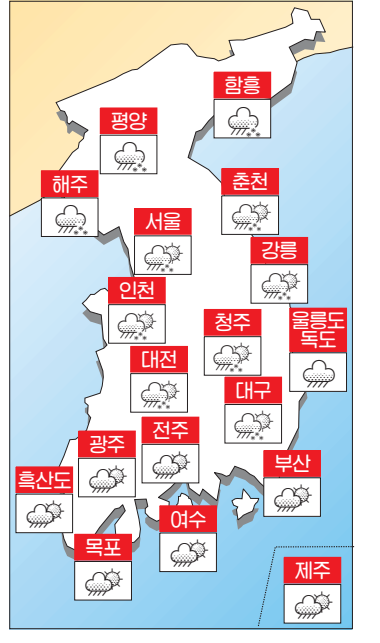 함흥
평양
해주
춘천
서울
강릉
인천
청주
울릉도
독도
대전
대구
전주
광주
부산
흑산도
여수
목포
제주